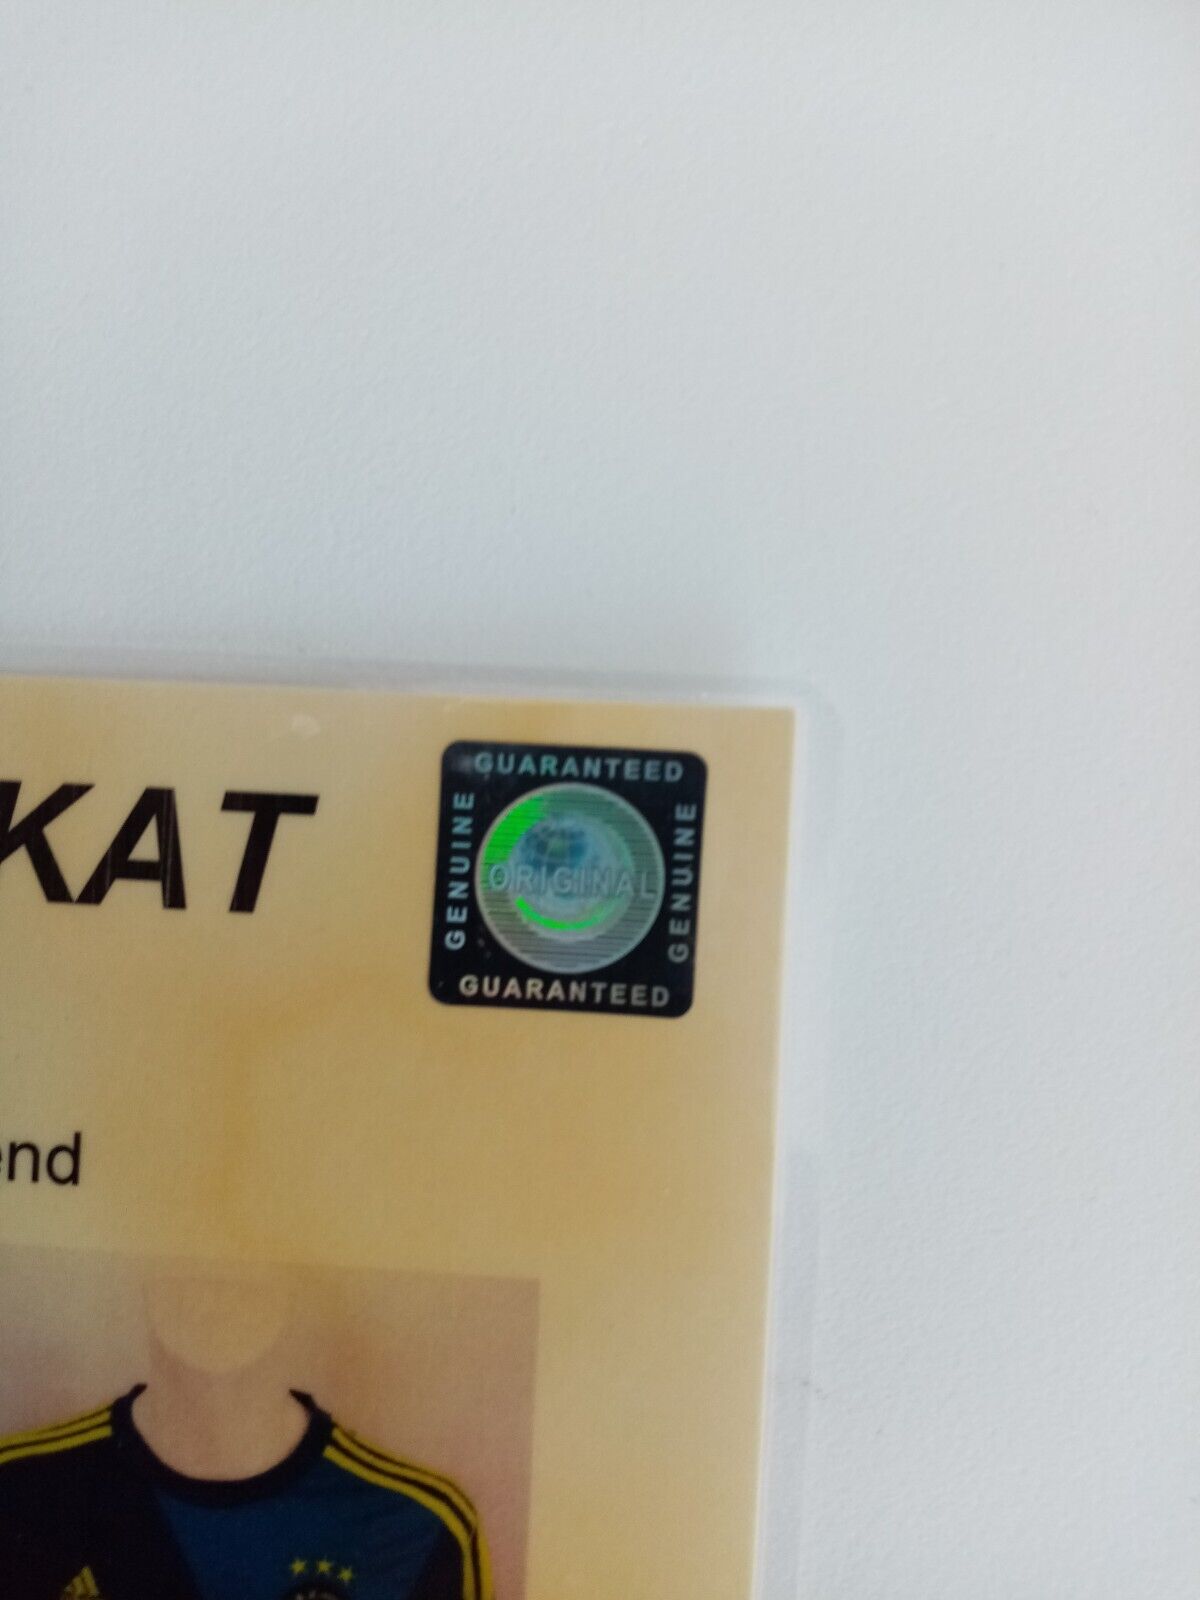 KAT
GUARANTEED
GENUINE
ORIGINAL
GENUINE
GUARANTEED
end